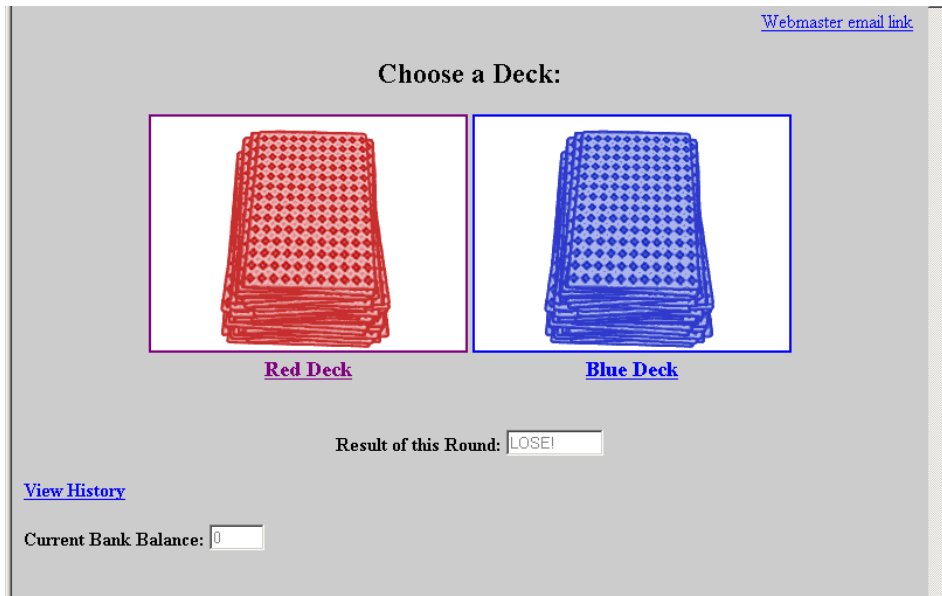 Webmaster email link
Choose a Deck:
Red Deck
Blue Deck
Result of this Round: LOSE!
View History
Current Bank Balance: 0